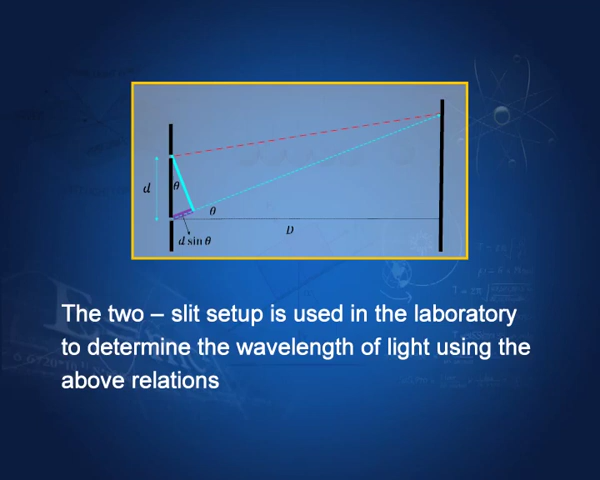 d
θ
θ
D
d sin θ
The two – slit setup is used in the laboratory
to determine the wavelength of light using the
above relations